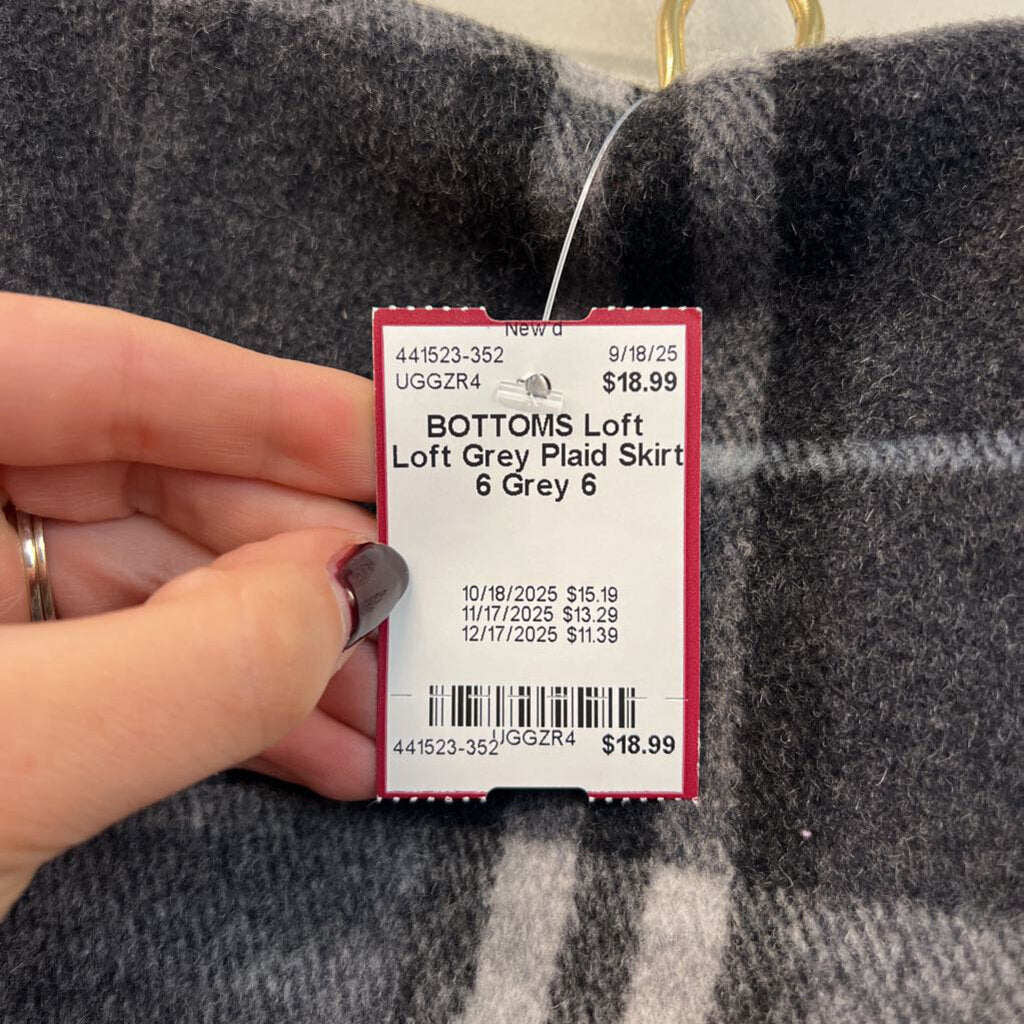 New'd
441523-352 9/18/25
UGGZR4 $18.99
BOTTOMS Loft
Loft Grey Plaid Skirt
6 Grey 6
10/18/2025 $15.19
11/17/2025 $13.29
12/17/2025 $11.39
441523-352 UGGZR4 $18.99